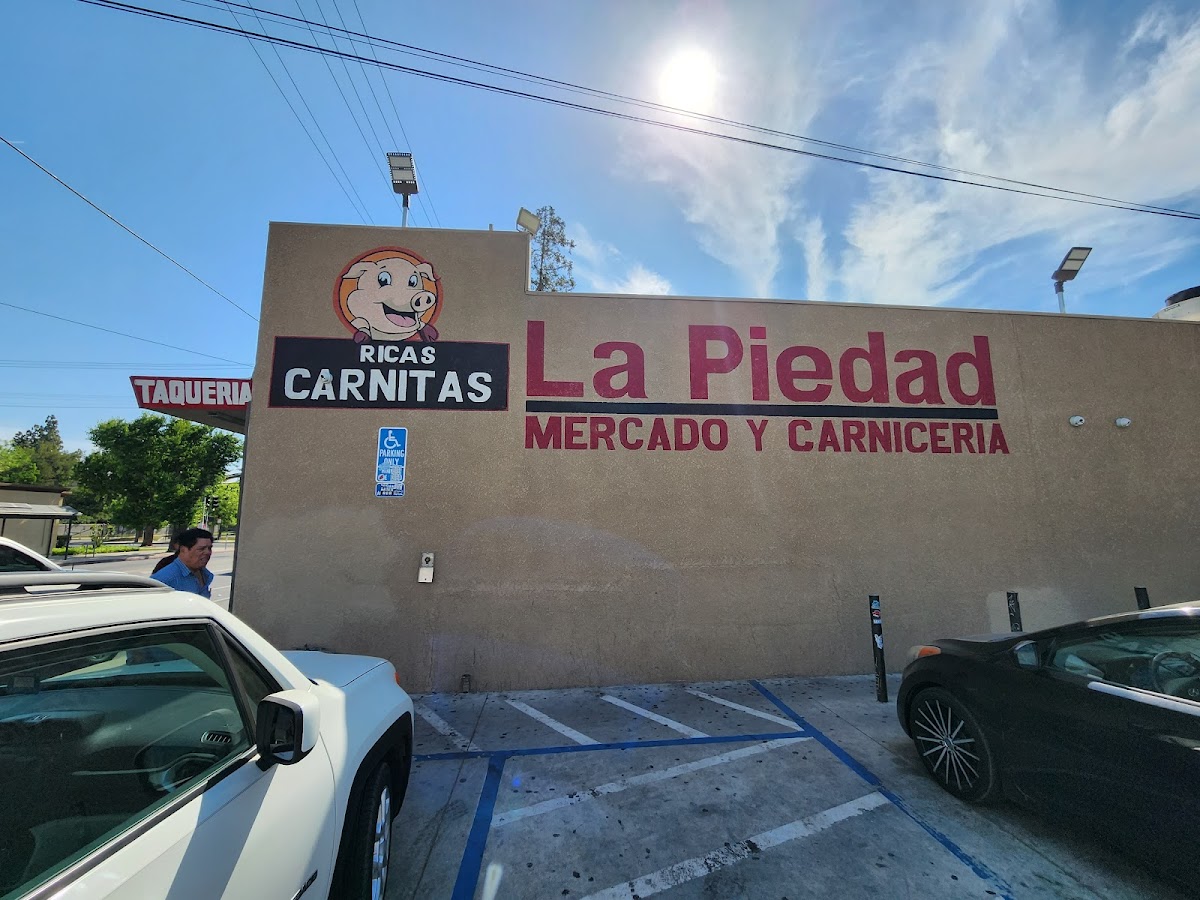 RICAS
CARNITAS
TAQUERIA
La Piedad
MERCADO Y CARNICERIA
PARKING
ONLY